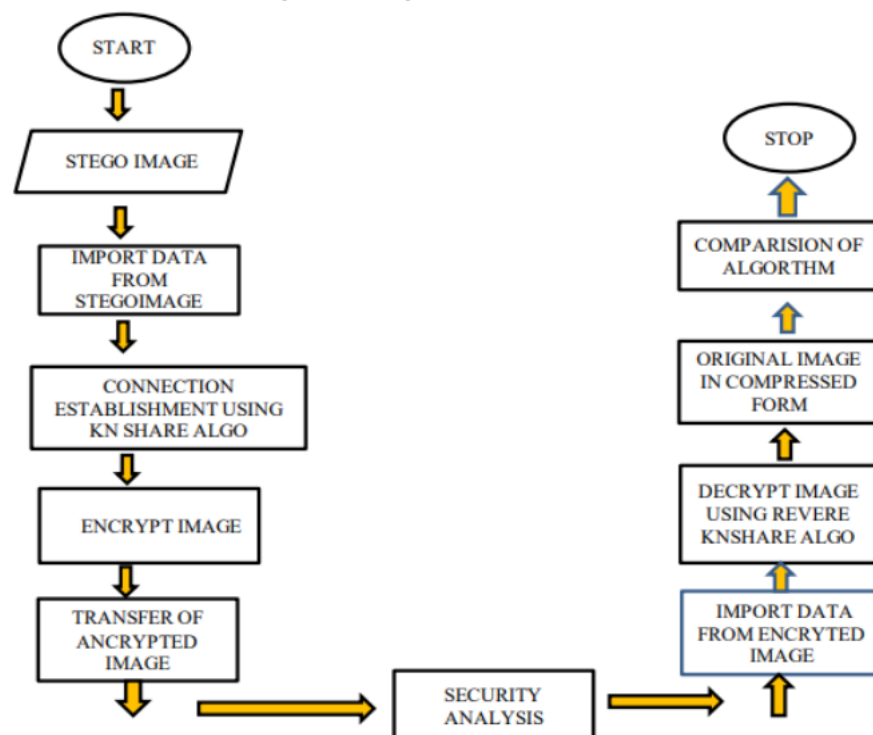 START
STEGO IMAGE
IMPORT DATA
FROM
STEGOIMAGE
CONNECTION
ESTABLISHMENT USING
KN SHARE ALGO
ENCRYPT IMAGE
TRANSFER OF
ANCRYPTED
IMAGE
SECURITY
ANALYSIS
IMPORT DATA
FROM ENCRYTED
IMAGE
DECRYPT IMAGE
USING REVERE
KNSHARE ALGO
ORIGINAL IMAGE
IN COMPRESSED
FORM
COMPARISION OF
ALGORTHM
STOP